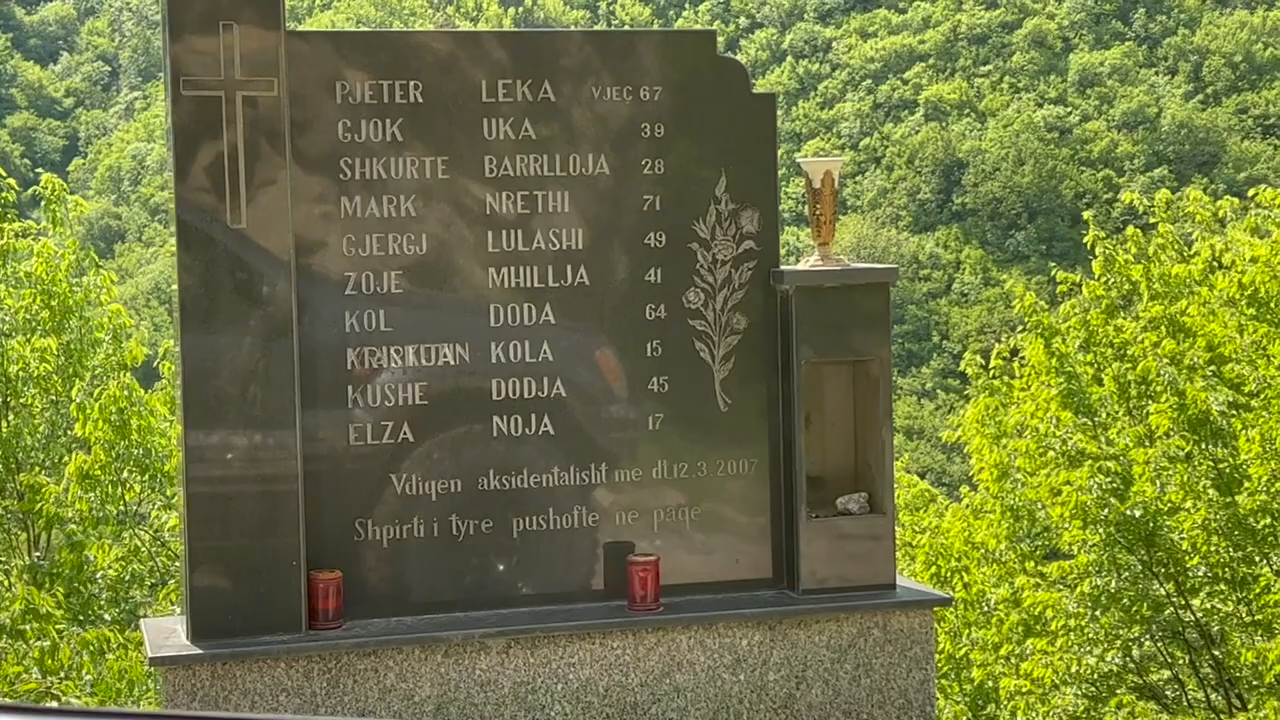 PJETER LEKA VJEÇ 67
GJOK UKA 39
SHKURTE BARRLLOJA 28
MARK NRETHI 71
GJERGJ LULASHI 49
ZOJE MHILLJA 41
KOL DODA 64
KOLA 15
KUSHE DODJA 45
ELZA NOJA 17
Vdiqen aksidentalisht me dt.12.3.2007
Shpirti i tyre pushofte ne paqe